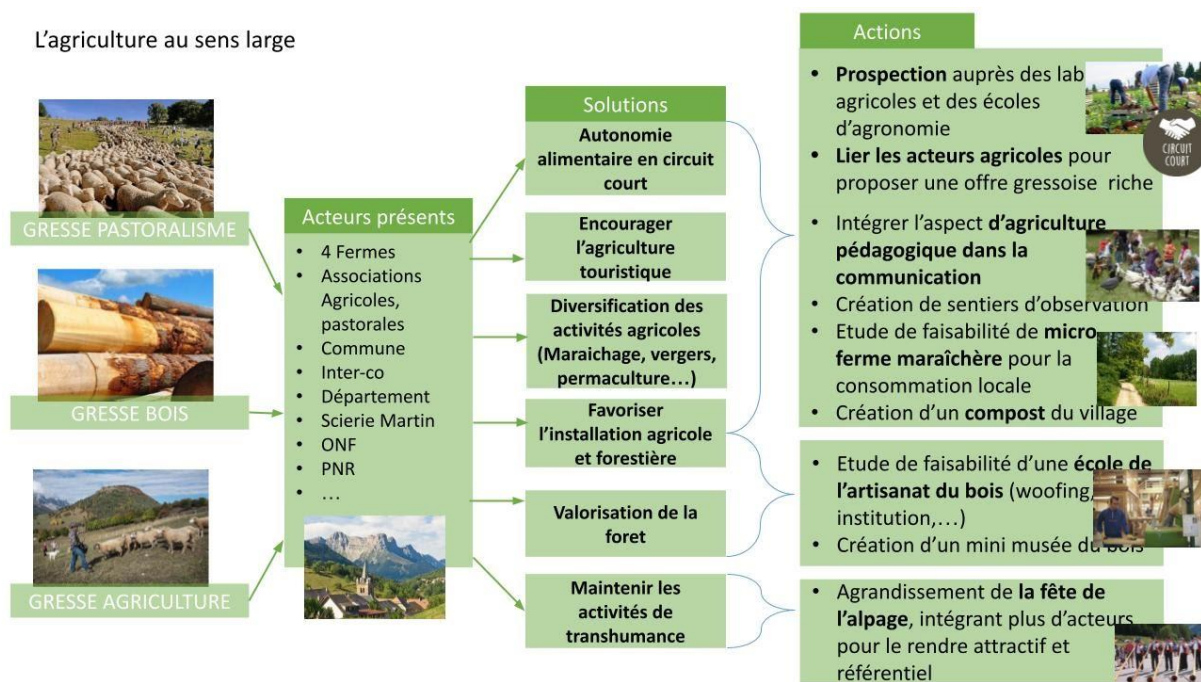 L'agriculture au sens large
GRESSE PASTORALISME
GRESSE BOIS
GRESSE AGRICULTURE
Acteurs présents
• 4 Fermes
• Associations
Agricoles,
pastorales
• Commune
• Inter-co
• Département
• Scierie Martin
• ONF
• PNR
• …
Solutions
Autonomie
alimentaire en circuit
court
Encourager
l'agriculture
touristique
Diversification des
activités agricoles
(Maraichage, vergers,
permaculture…)
Favoriser
l'installation agricole
et forestière
Valorisation de la
foret
Maintenir les
activités de
transhumance
Actions
• Prospection auprès des lab
agricoles et des écoles
d'agronomie
• Lier les acteurs agricoles pour
proposer une offre gressoise riche
CIRCUIT
COURT
• Intégrer l'aspect d'agriculture
pédagogique dans la
communication
• Création de sentiers d'observation
• Etude de faisabilité de micro
ferme maraîchère pour la
consommation locale
• Création d'un compost du village
• Etude de faisabilité d'une école de
l'artisanat du bois (woofing,
institution,…)
• Création d'un mini musée du bois
• Agrandissement de la fête de
l'alpage, intégrant plus d'acteurs
pour le rendre attractif et
référentiel